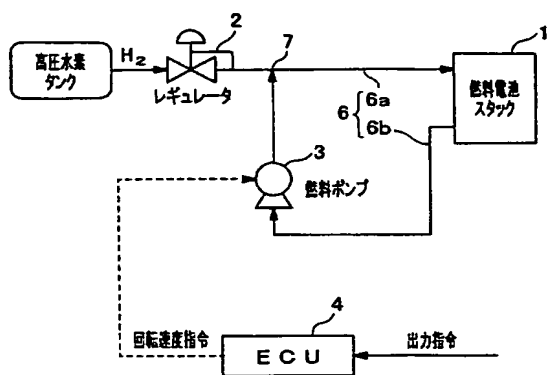 2
1
高圧水素
タンク
H2
7
レギュレータ
6a
6
6b
燃料電池
スタック
3
燃料ポンプ
4
回転速度指令
ECU
出力指令